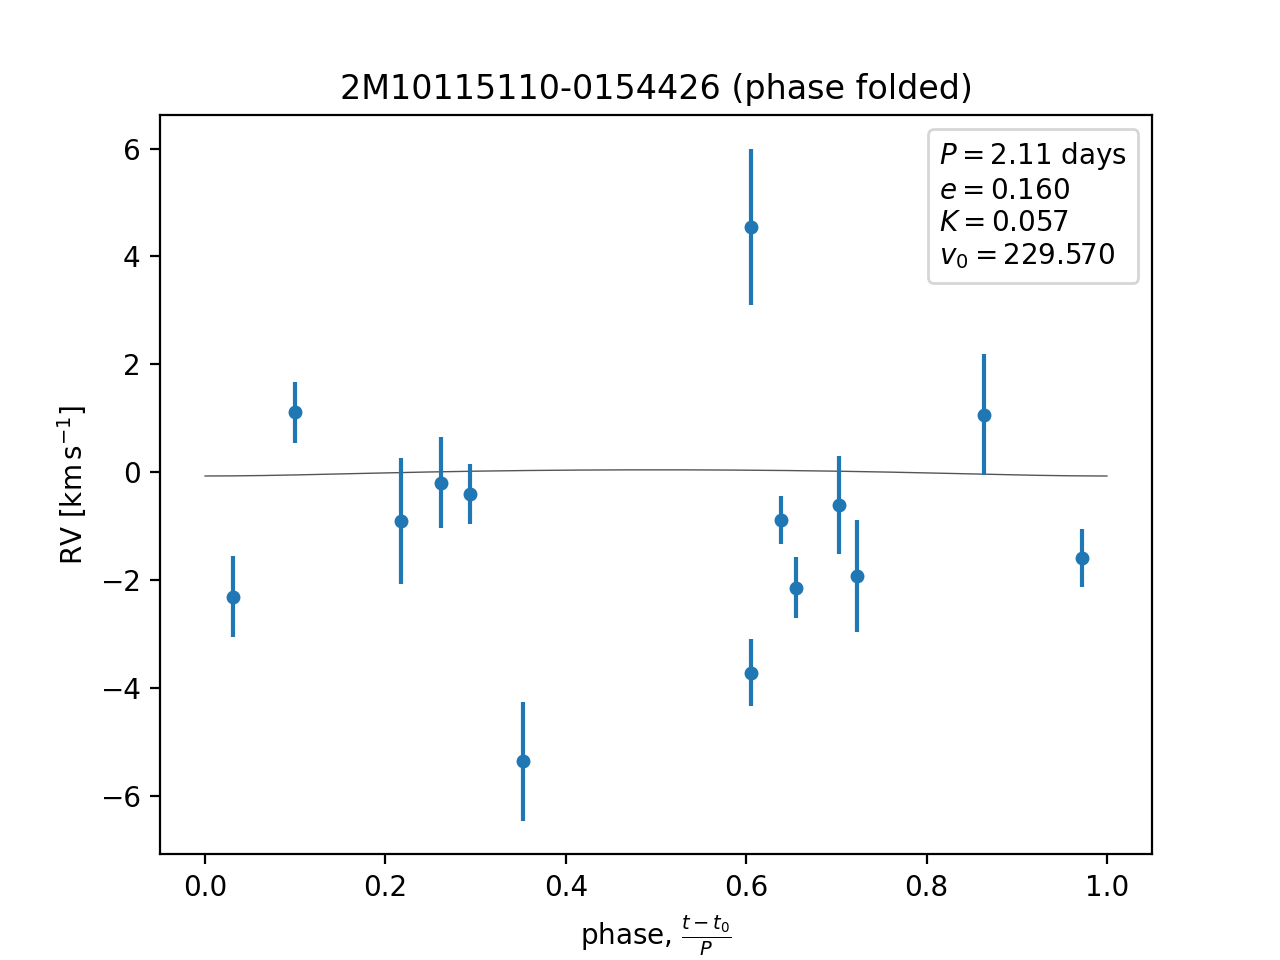 2M10115110-0154426 (phase folded)
P = 2.11 days
e = 0.160
K = 0.057
v₀ = 229.570
RV [km s⁻¹]
6
4
2
0
−2
−4
−6
0.0 0.2 0.4 0.6 0.8 1.0
phase, (t − t₀)/P